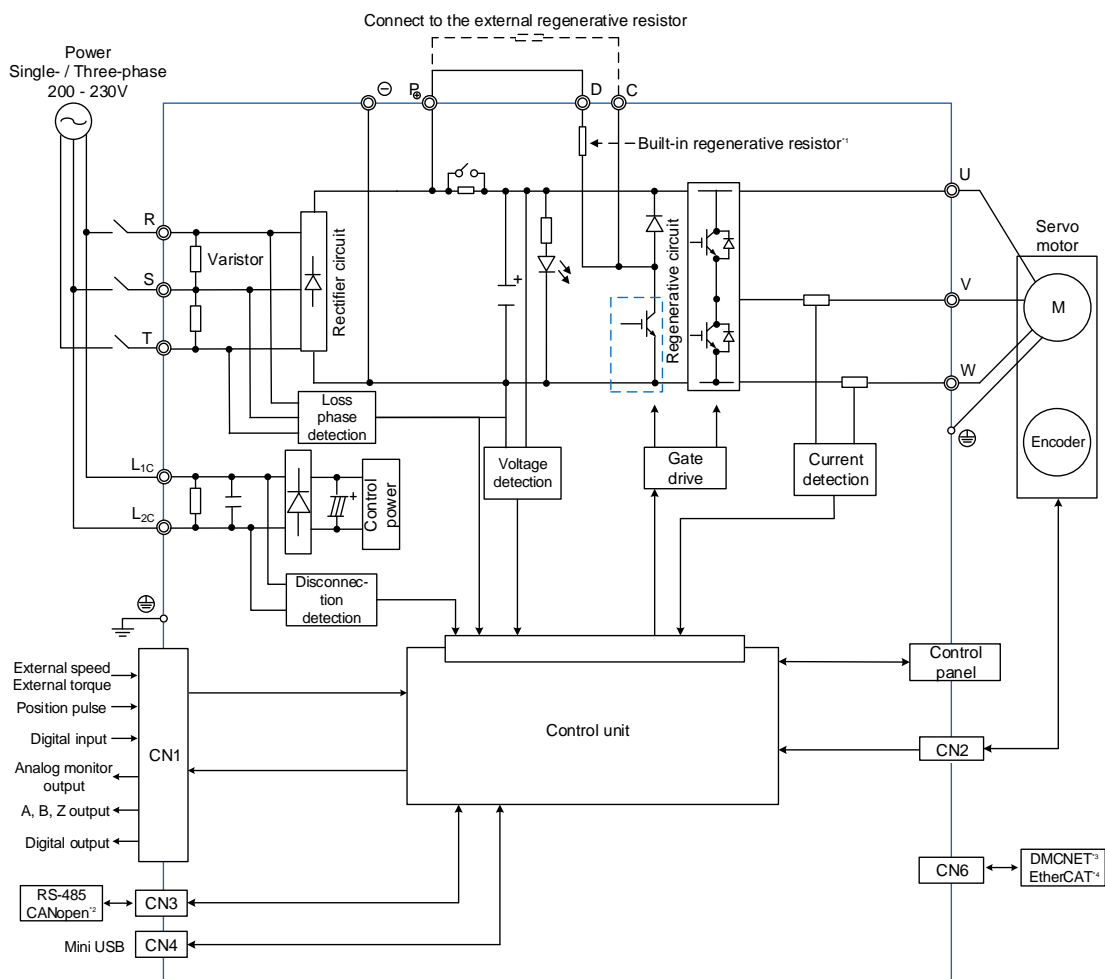 Connect to the external regenerative resistor
Power
Single- / Three-phase
200 - 230V
⊖
P⊕
D
C
Built-in regenerative resistor*1
R
S
T
Varistor
Rectifier circuit
Regenerative circuit
U
V
W
Servo
motor
M
Encoder
Loss
phase
detection
Voltage
detection
Gate
drive
Current
detection
L1C
L2C
+
+
Control
power
Disconnec-
tion
detection
External speed
External torque
Position pulse
Digital input
Analog monitor
output
A, B, Z output
Digital output
CN1
Control unit
Control
panel
CN2
CN6
DMCNET*3
EtherCAT*4
RS-485
CANopen*2
CN3
Mini USB
CN4